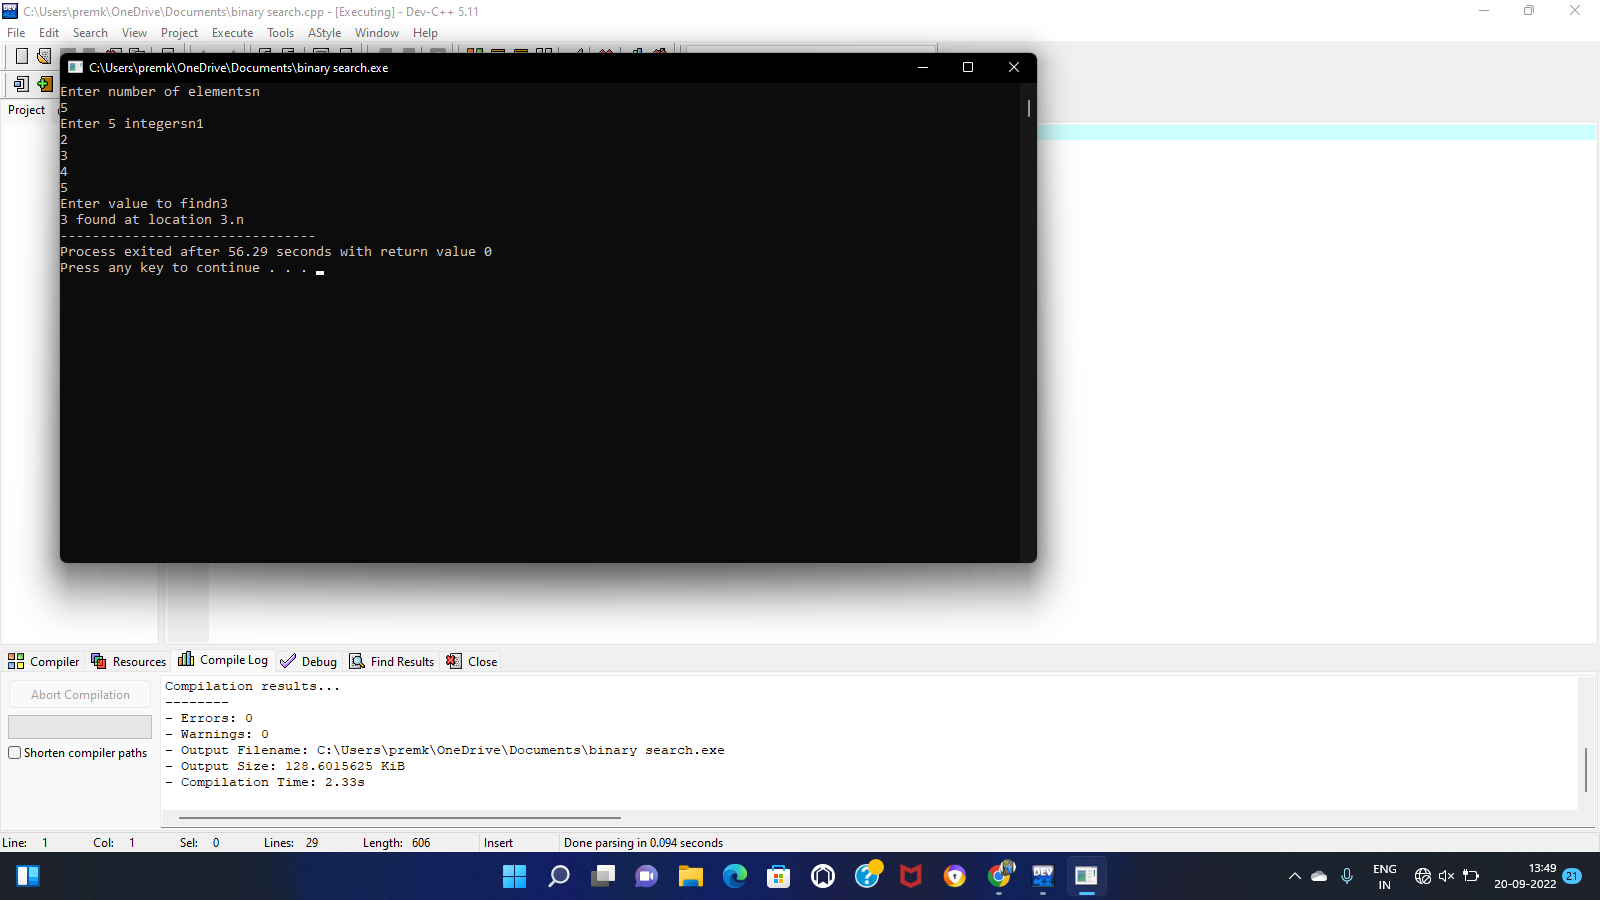 C:\Users\premk\OneDrive\Documents\binary search.cpp - [Executing] - Dev-C++ 5.11
File Edit Search View Project Execute Tools AStyle Window Help
C:\Users\premk\OneDrive\Documents\binary search.exe
Project
Enter number of elementsn
5
Enter 5 integersn1
2
3
4
5
Enter value to findn3
3 found at location 3.n
--------------------------------
Process exited after 56.29 seconds with return value 0
Press any key to continue . . .
Compiler Resources Compile Log Debug Find Results Close
Abort Compilation
Shorten compiler paths
Compilation results...
--------
- Errors: 0
- Warnings: 0
- Output Filename: C:\Users\premk\OneDrive\Documents\binary search.exe
- Output Size: 128.6015625 KiB
- Compilation Time: 2.33s
Line: 1 Col: 1 Sel: 0 Lines: 29 Length: 606 Insert Done parsing in 0.094 seconds
DEV
ENG
IN
13:49
20-09-2022
21